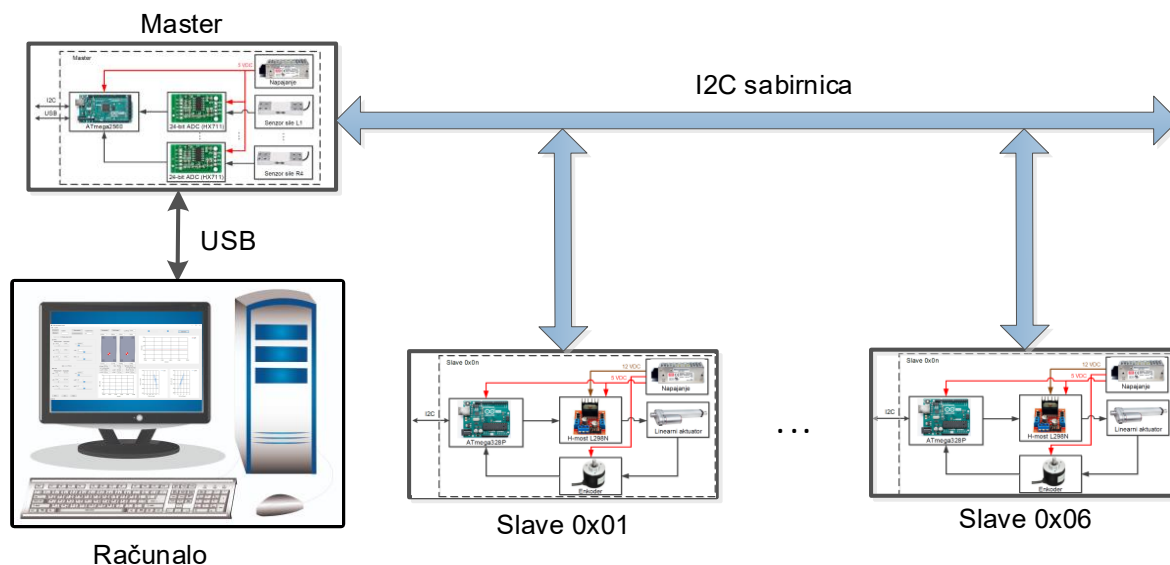 Master
Master
5 VDC
Napajanje
I2C
USB
ATmega2560
24-bit ADC (HX711)
Senzor sile L1
24-bit ADC (HX711)
Senzor sile R4
I2C sabirnica
USB
Računalo
Slave 0x0n
12 VDC
5 VDC
Napajanje
I2C
ATmega328P
H-most L298N
Linearni aktuator
Enkoder
Slave 0x01
...
Slave 0x0n
12 VDC
5 VDC
Napajanje
I2C
ATmega328P
H-most L298N
Linearni aktuator
Enkoder
Slave 0x06